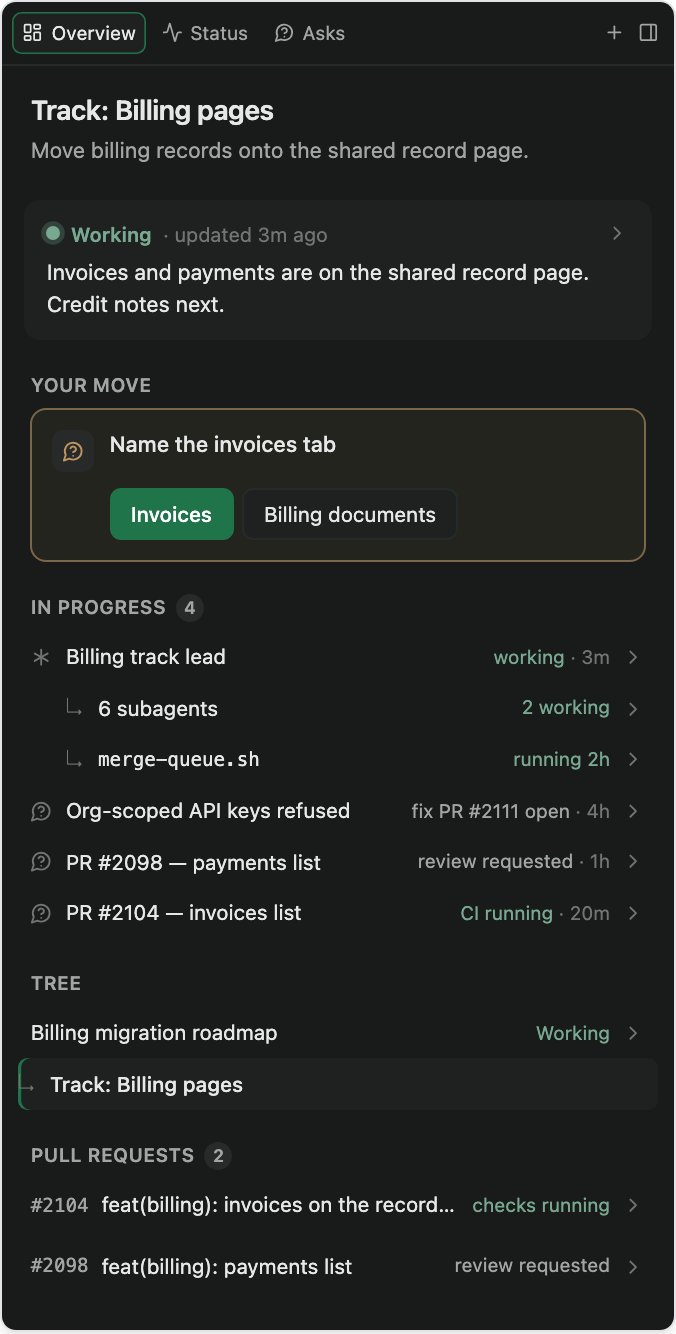 Overview Status Asks
Track: Billing pages
Move billing records onto the shared record page.
Working · updated 3m ago
Invoices and payments are on the shared record page.
Credit notes next.
YOUR MOVE
Name the invoices tab
Invoices Billing documents
IN PROGRESS 4
Billing track lead working · 3m
6 subagents 2 working
merge-queue.sh running 2h
Org-scoped API keys refused fix PR #2111 open · 4h
PR #2098 — payments list review requested · 1h
PR #2104 — invoices list CI running · 20m
TREE
Billing migration roadmap Working
Track: Billing pages
PULL REQUESTS 2
#2104 feat(billing): invoices on the record... checks running
#2098 feat(billing): payments list review requested